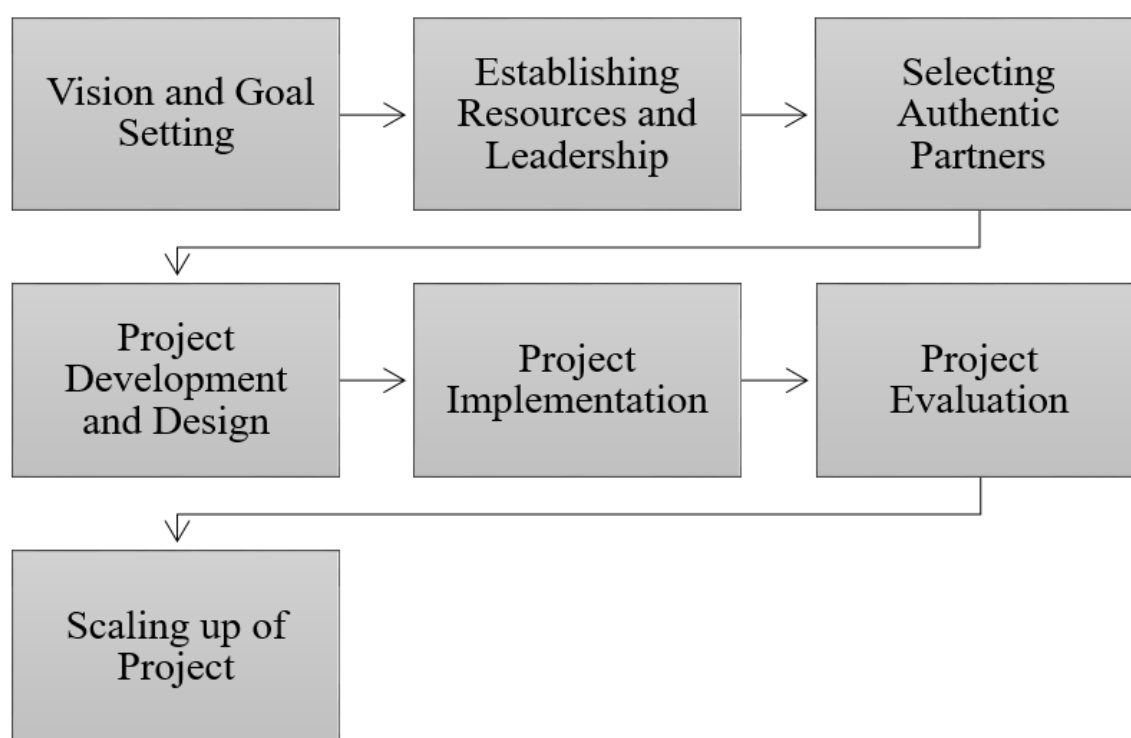 Vision and Goal
Setting
Establishing
Resources and
Leadership
Selecting
Authentic
Partners
Project
Development
and Design
Project
Implementation
Project
Evaluation
Scaling up of
Project